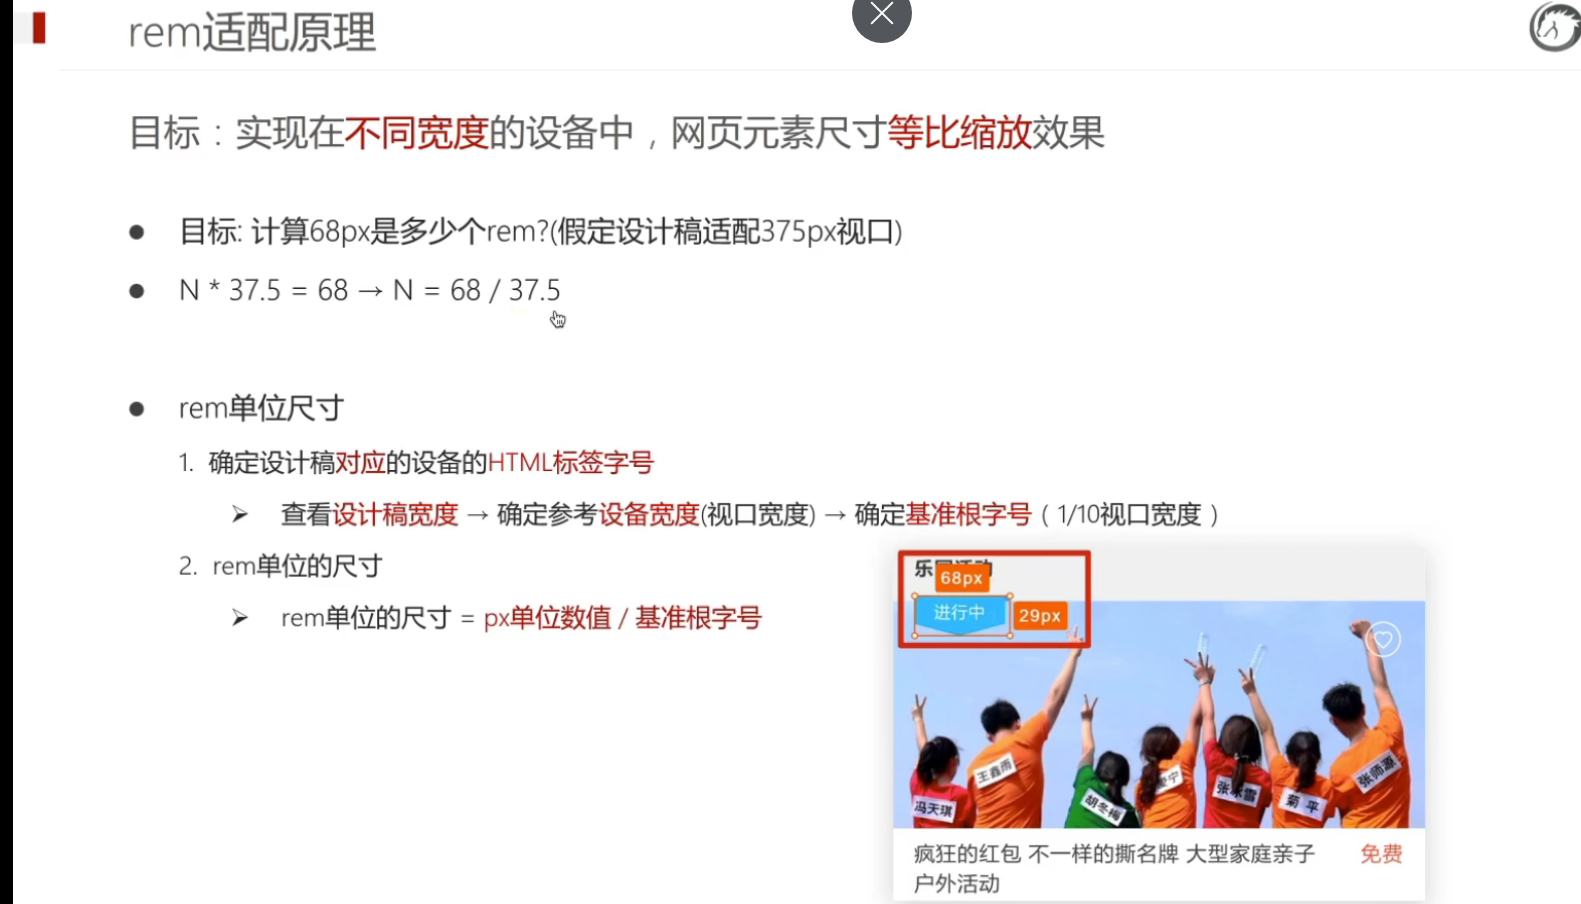 rem适配原理
目标：实现在不同宽度的设备中，网页元素尺寸等比缩放效果
● 目标: 计算68px是多少个rem?(假定设计稿适配375px视口)
● N * 37.5 = 68 → N = 68 / 37.5
● rem单位尺寸
1. 确定设计稿对应的设备的HTML标签字号
➤ 查看设计稿宽度 → 确定参考设备宽度(视口宽度) → 确定基准根字号（1/10视口宽度）
2. rem单位的尺寸
➤ rem单位的尺寸 = px单位数值 / 基准根字号
68px
进行中
29px
冯天琪
王鑫雨
胡冬梅
菊平
张师源
疯狂的红包 不一样的撕名牌 大型家庭亲子
户外活动
免费